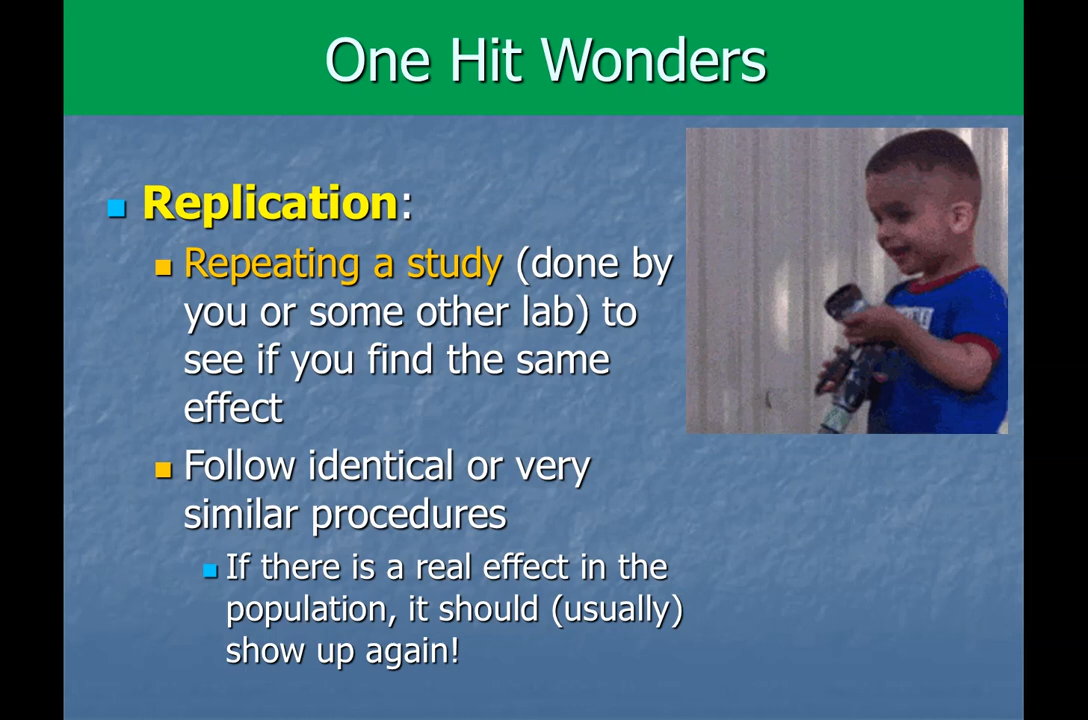 One Hit Wonders
Replication:
Repeating a study (done by
you or some other lab) to
see if you find the same
effect
Follow identical or very
similar procedures
If there is a real effect in the
population, it should (usually)
show up again!